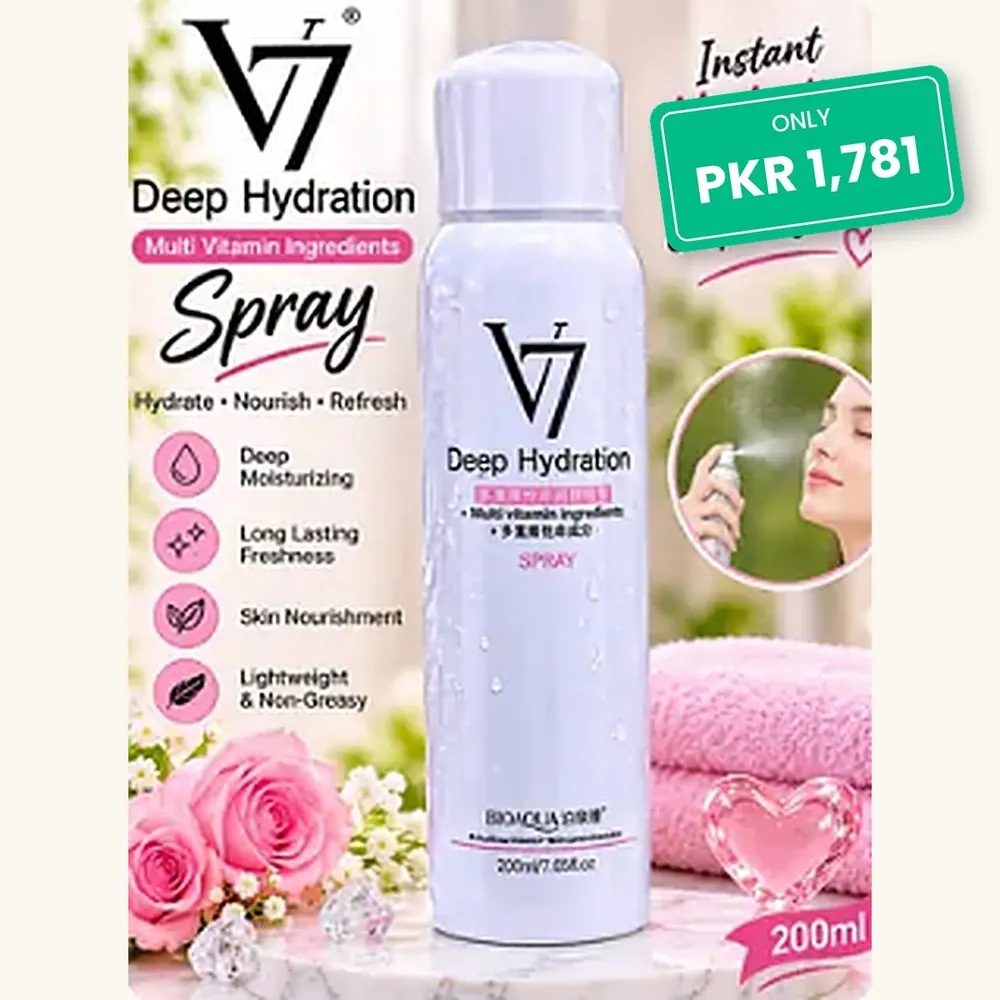 V7 T ®
Deep Hydration
Multi Vitamin Ingredients
Spray
Hydrate • Nourish • Refresh
Deep
Moisturizing
Long Lasting
Freshness
Skin Nourishment
Lightweight
& Non-Greasy
Instant
ONLY
PKR 1,781
V7 T
Deep Hydration
• Multi vitamin ingredients
SPRAY
BIOAQUA
200ml/7.05fl.oz
200ml